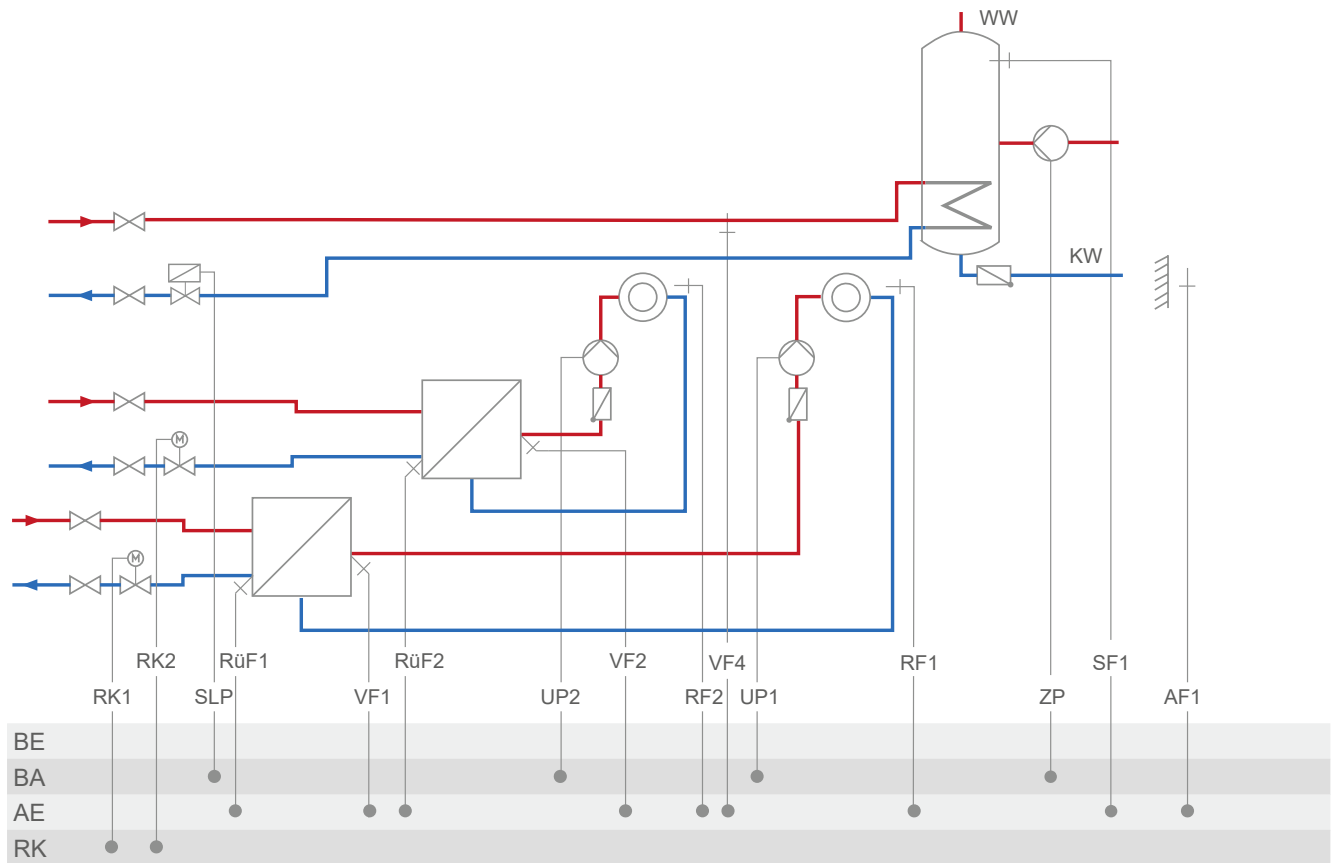 WW
KW
M
M
RK2 RüF1 RüF2 VF2 VF4 RF1 SF1
RK1 SLP VF1 UP2 RF2 UP1 ZP AF1
BE
BA
AE
RK